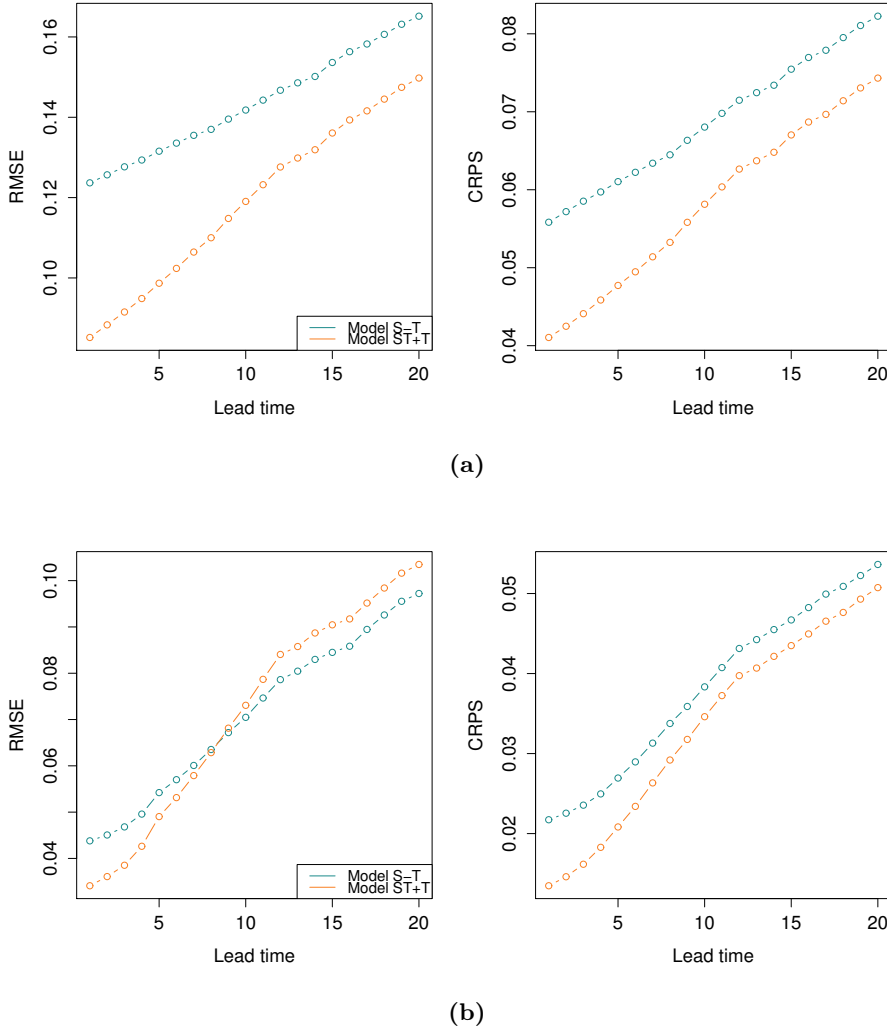 RMSE
0.10 0.12 0.14 0.16
5 10 15 20
Lead time
Model S−T
Model ST+T
CRPS
0.04 0.05 0.06 0.07 0.08
5 10 15 20
Lead time
(a)
RMSE
0.04 0.06 0.08 0.10
5 10 15 20
Lead time
Model S−T
Model ST+T
CRPS
0.02 0.03 0.04 0.05
5 10 15 20
Lead time
(b)